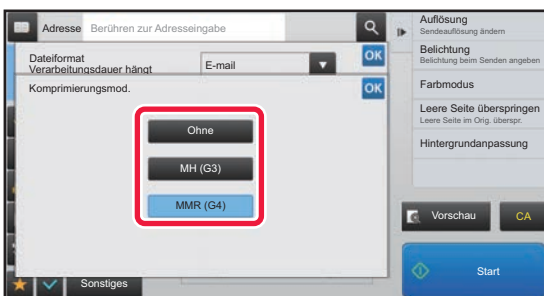 Adresse
Berühren zur Adresseingabe
Dateiformat
Verarbeitungsdauer hängt
E-mail
OK
Komprimierungsmod.
OK
Ohne
MH (G3)
MMR (G4)
Sonstiges
Auflösung
Sendeauflösung ändern
Belichtung
Belichtung beim Senden angeben
Farbmodus
Leere Seite überspringen
Leere Seite im Orig. überspr.
Hintergrundanpassung
Vorschau
CA
Start